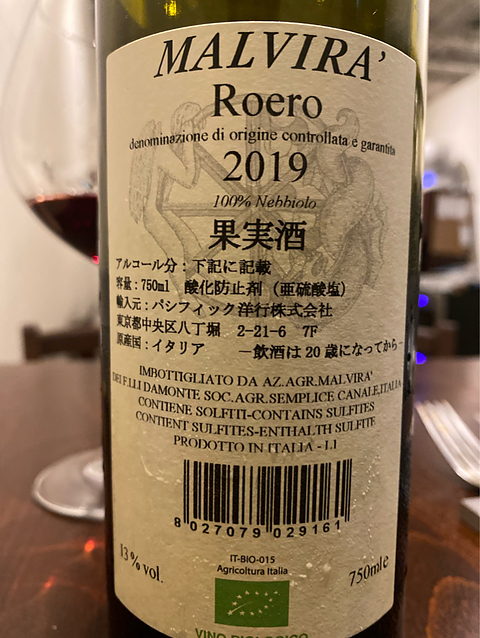 MALVIRA'
Roero
denominazione di origine controllata e garantita
2019
100% Nebbiolo
果実酒
アルコール分：下記に記載
容量：750ml 酸化防止剤（亜硫酸塩）
輸入元：パシフィック洋行株式会社
東京都中央区八丁堀 2-21-6 7F
原産国：イタリア ―飲酒は20歳になってから―
IMBOTTIGLIATO DA AZ.AGR.MALVIRA'
DEI F.LLI DAMONTE SOC.AGR.SEMPLICE CANALE,ITALIA
CONTIENE SOLFITI-CONTAINS SULFITES
CONTIENT SULFITES-ENTHALTH SULFITE
PRODOTTO IN ITALIA - L1
8 027079 029161
13% vol.
IT-BIO-015
Agricoltura Italia
750ml e
VINO BIOLOGICO